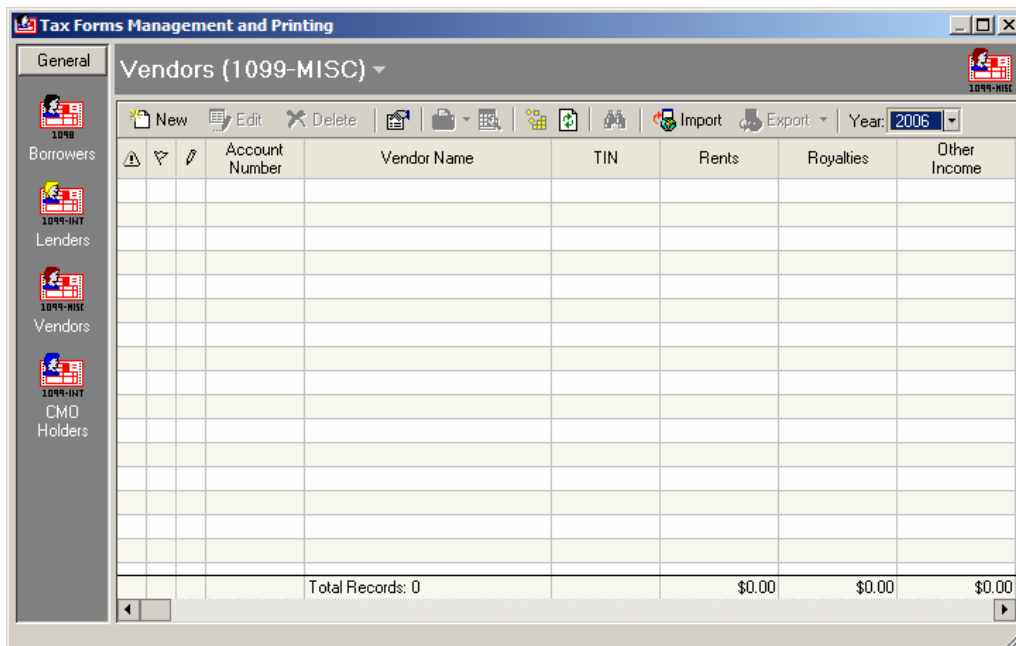 Tax Forms Management and Printing
General
Vendors (1099-MISC)
1099-MISC
New Edit Delete Import Export Year: 2006
1098
Borrowers
1099-INT
Lenders
1099-MISC
Vendors
1099-INT
CMO
Holders
Account
Number
Vendor Name
TIN
Rents
Royalties
Other
Income
Total Records: 0 $0.00 $0.00 $0.00